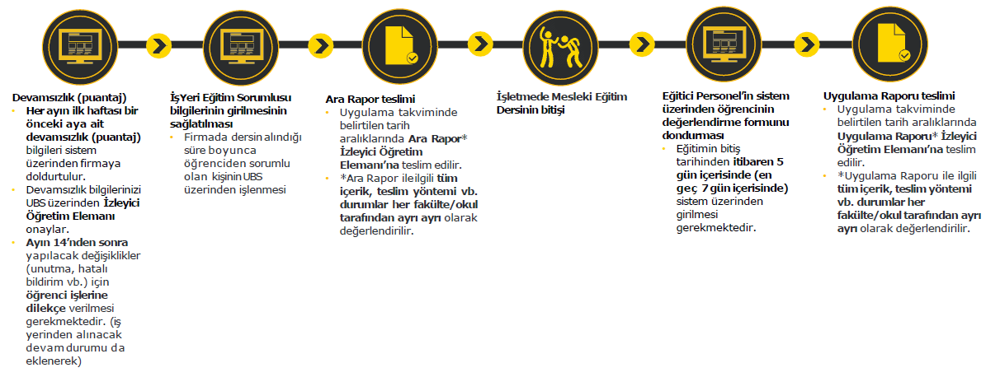 Devamsızlık (puantaj)
• Her ayın ilk haftası bir
önceki aya ait
devamsızlık (puantaj)
bilgileri sistem
üzerinden firmaya
doldurtulur.
• Devamsızlık bilgilerinizi
UBS üzerinden İzleyici
Öğretim Elemanı
onaylar.
• Ayın 14’nden sonra
yapılacak değişiklikler
(unutma, hatalı
bildirim vb.) için
öğrenci işlerine
dilekçe verilmesi
gerekmektedir. (iş
yerinden alınacak
devam durumu da
eklenerek)
İşYeri Eğitim Sorumlusu
bilgilerinin girilmesinin
sağlatılması
• Firmada dersin alındığı
süre boyunca
öğrenciden sorumlu
olan kişinin UBS
üzerinden işlenmesi
Ara Rapor teslimi
• Uygulama takviminde
belirtilen tarih
aralıklarında Ara Rapor*
İzleyici Öğretim
Elemanı’na teslim edilir.
• *Ara Rapor ile ilgili tüm
içerik, teslim yöntemi vb.
durumlar her fakülte/okul
tarafından ayrı ayrı olarak
değerlendirilir.
İşletmede Mesleki Eğitim
Dersinin bitişi
Eğitici Personel’in sistem
üzerinden öğrencinin
değerlendirme formunu
dondurması
• Eğitimin bitiş
tarihinden itibaren 5
gün içerisinde (en
geç 7 gün içerisinde)
sistem üzerinden
girilmesi
gerekmektedir.
Uygulama Raporu teslimi
• Uygulama takviminde
belirtilen tarih aralıklarında
Uygulama Raporu* İzleyici
Öğretim Elemanı’na teslim
edilir.
• *Uygulama Raporu ile ilgili
tüm içerik, teslim yöntemi
vb. durumlar her
fakülte/okul tarafından ayrı
ayrı olarak değerlendirilir.